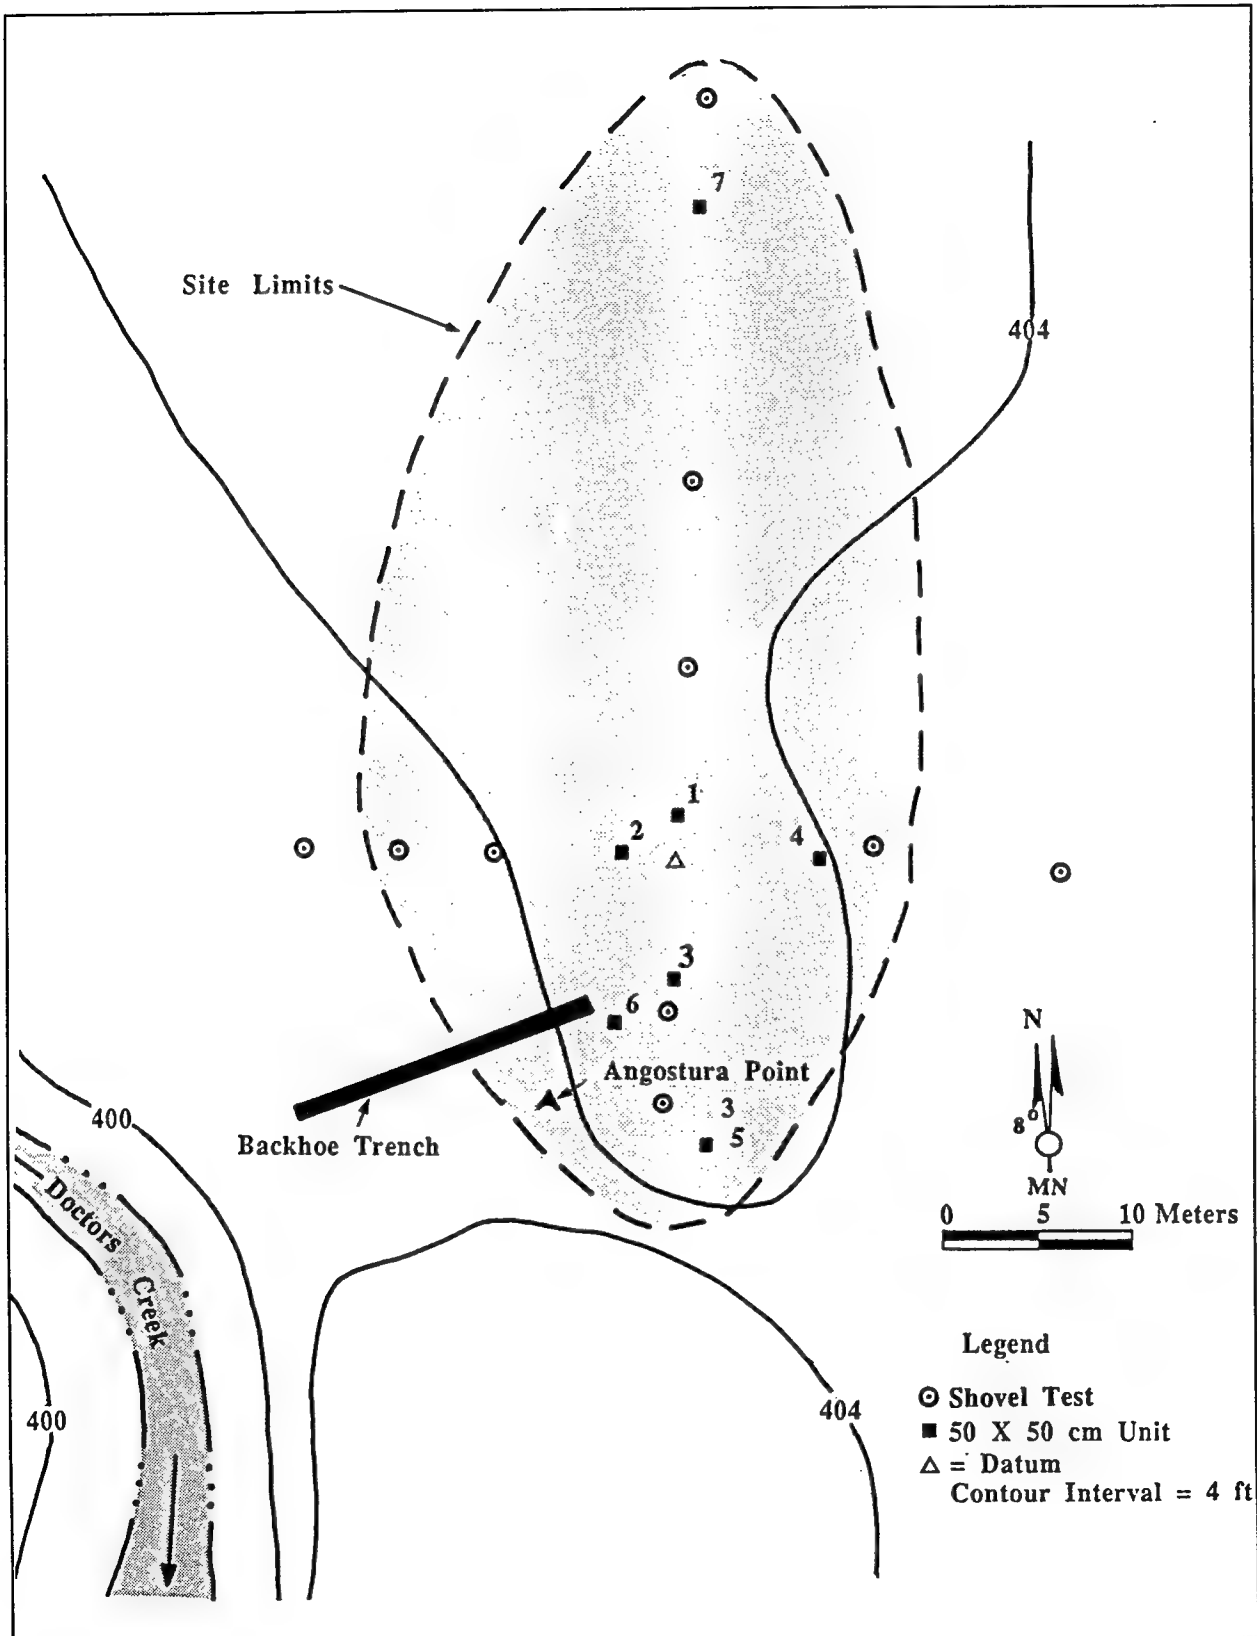 7
Site Limits
404
1
2
4
3
6
Angostura Point
3
5
Backhoe Trench
400
Doctors
Creek
400
404
N
8°
MN
0 5 10 Meters
Legend
Shovel Test
50 X 50 cm Unit
= Datum
Contour Interval = 4 ft